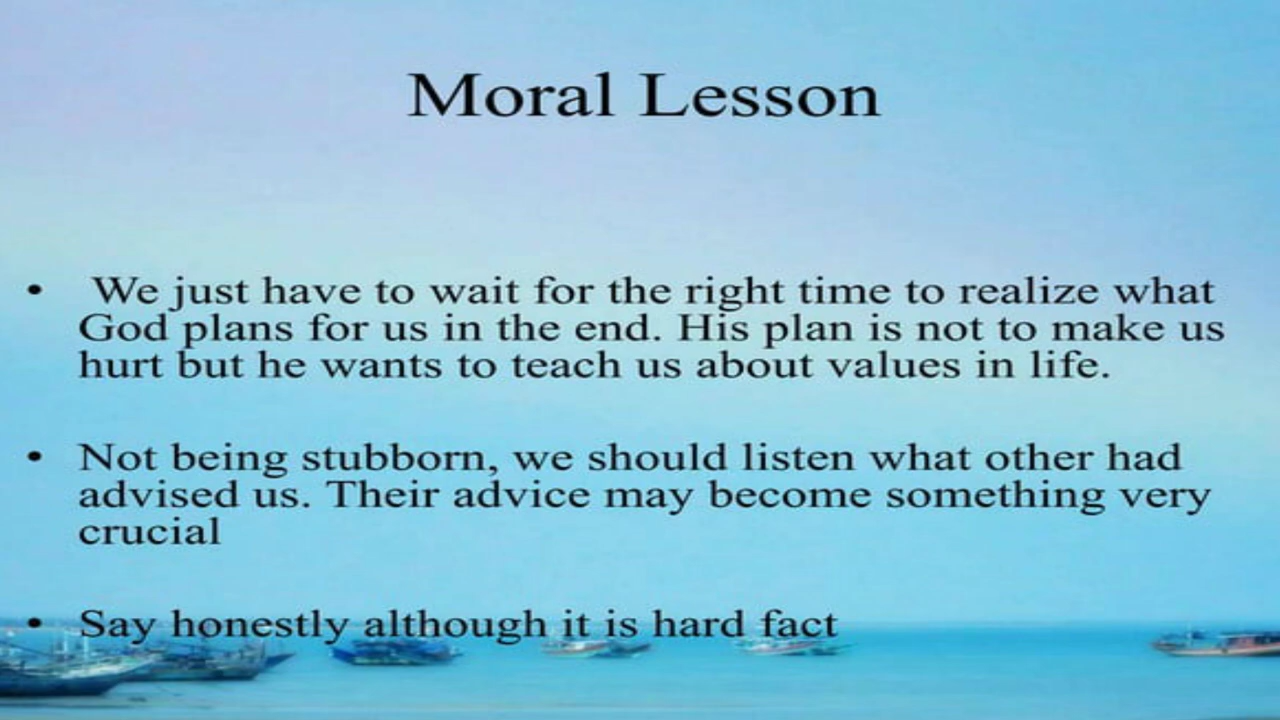 Moral Lesson
• We just have to wait for the right time to realize what
God plans for us in the end. His plan is not to make us
hurt but he wants to teach us about values in life.
• Not being stubborn, we should listen what other had
advised us. Their advice may become something very
crucial
• Say honestly although it is hard fact